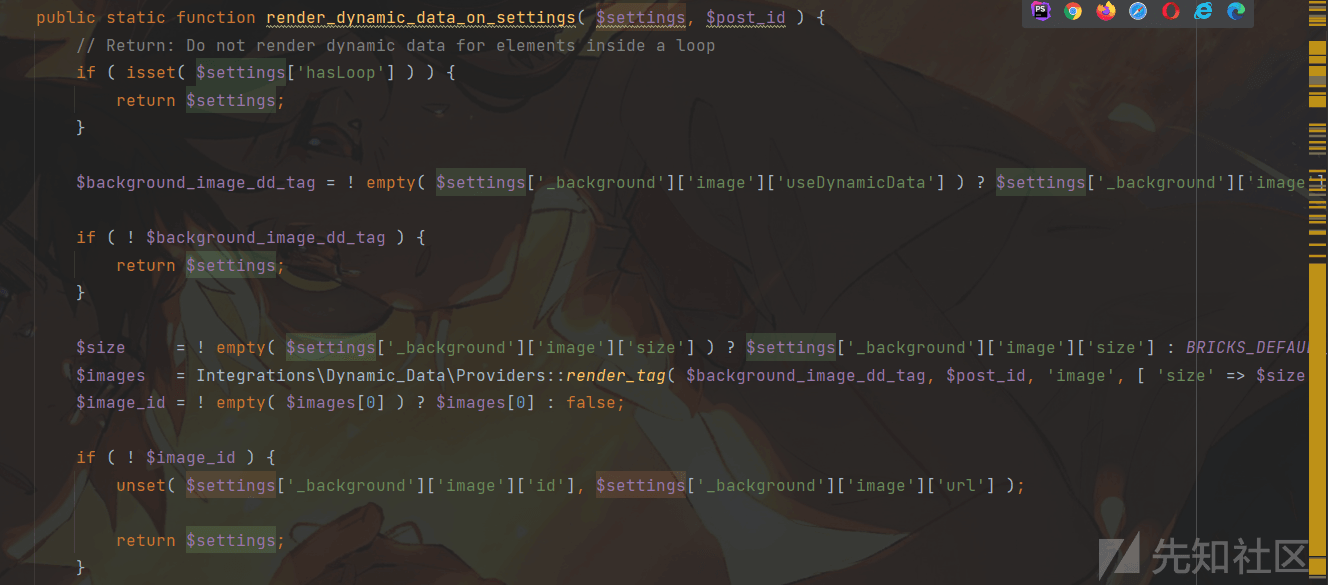 public static function render_dynamic_data_on_settings( $settings, $post_id ) {
// Return: Do not render dynamic data for elements inside a loop
if ( isset( $settings['hasLoop'] ) ) {
return $settings;
}
$background_image_dd_tag = ! empty( $settings['_background']['image']['useDynamicData'] ) ? $settings['_background']['image']
if ( ! $background_image_dd_tag ) {
return $settings;
}
$size = ! empty( $settings['_background']['image']['size'] ) ? $settings['_background']['image']['size'] : BRICKS_DEFAU
$images = Integrations\Dynamic_Data\Providers::render_tag( $background_image_dd_tag, $post_id, 'image', [ 'size' => $size
$image_id = ! empty( $images[0] ) ? $images[0] : false;
if ( ! $image_id ) {
unset( $settings['_background']['image']['id'], $settings['_background']['image']['url'] );
return $settings;
}
PS
先知社区